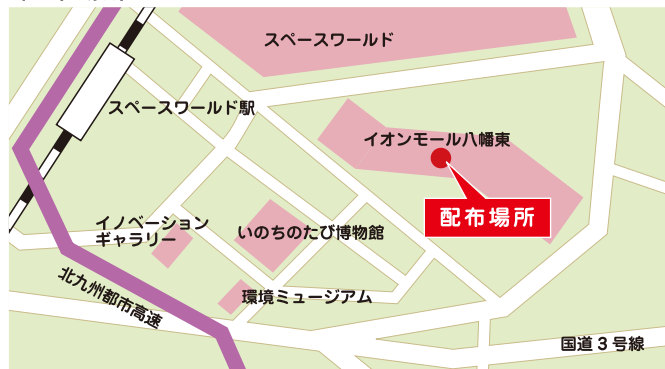 スペースワールド
スペースワールド駅
イオンモール八幡東
配布場所
イノベーション
ギャラリー
いのちのたび博物館
環境ミュージアム
北九州都市高速
国道3号線